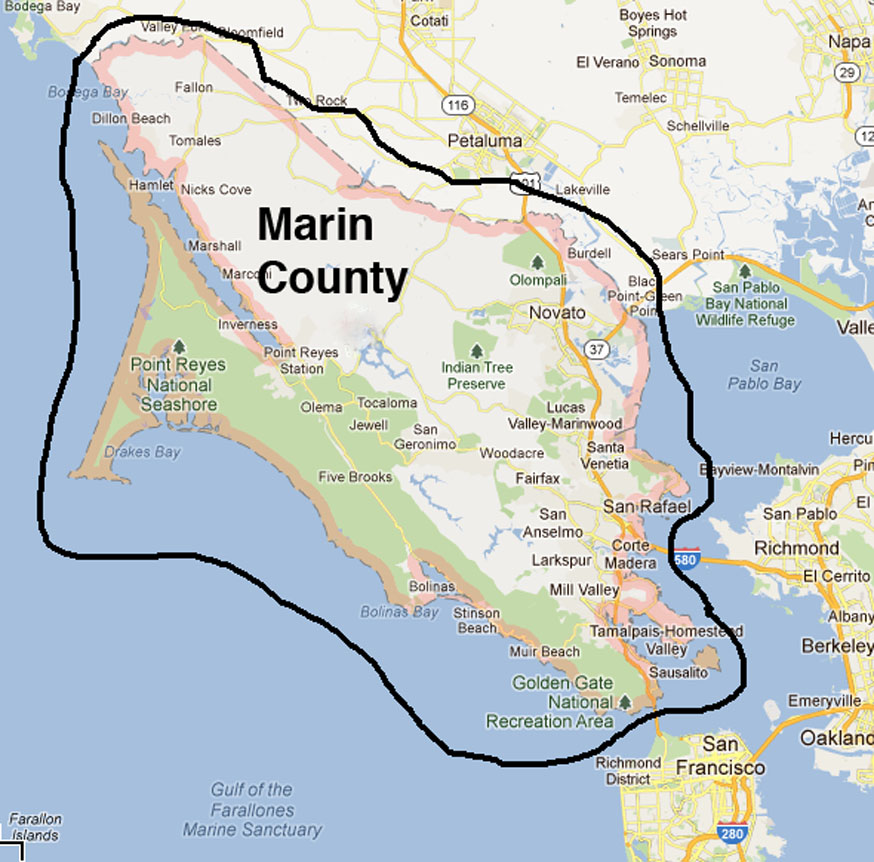 Bodega Bay
Cotati
Boyes Hot
Springs
Napa
Valley Ford
Bloomfield
El Verano
Sonoma
29
Fallon
Bodega Bay
Two Rock
116
Temelec
Dillon Beach
Schellville
12
Tomales
Petaluma
Hamlet
Nicks Cove
101
Lakeville
Marin
County
Marshall
Burdell
Sears Point
Marconi
Olompali
Black
Point-Green
Point
San Pablo
Bay National
Wildlife Refuge
Novato
Inverness
37
Valle
Point Reyes
Station
Point Reyes
National
Seashore
Indian Tree
Preserve
San
Pablo Bay
Olema
Tocaloma
Jewell
Lucas
Valley-Marinwood
San
Geronimo
Woodacre
Santa
Venetia
Hercu
Drakes Bay
Bayview-Montalvin
Pin
Five Brooks
Fairfax
San Rafael
San
Anselmo
San Pablo
El
Corte
Madera
Larkspur
580
Richmond
El Cerrito
Bolinas
Mill Valley
Bolinas Bay
Stinson
Beach
Albany
Tamalpais-Homestead
Valley
Muir Beach
Berkeley
Sausalito
Golden Gate
National
Recreation Area
Emeryville
Oakland
San
Francisco
Richmond
District
Gulf of the
Farallones
Marine Sanctuary
Farallon
Islands
280